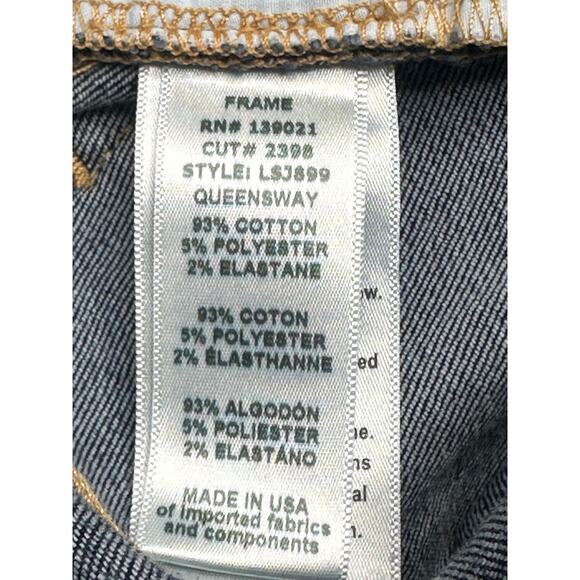 FRAME
RN# 139021
CUT# 2398
STYLE: LSJ899
QUEENSWAY
93% COTTON
5% POLYESTER
2% ELASTANE
93% COTON
5% POLYESTER
2% ÉLASTHANNE
93% ALGODÓN
5% POLIESTER
2% ELASTANO
MADE IN USA
of imported fabrics
and components